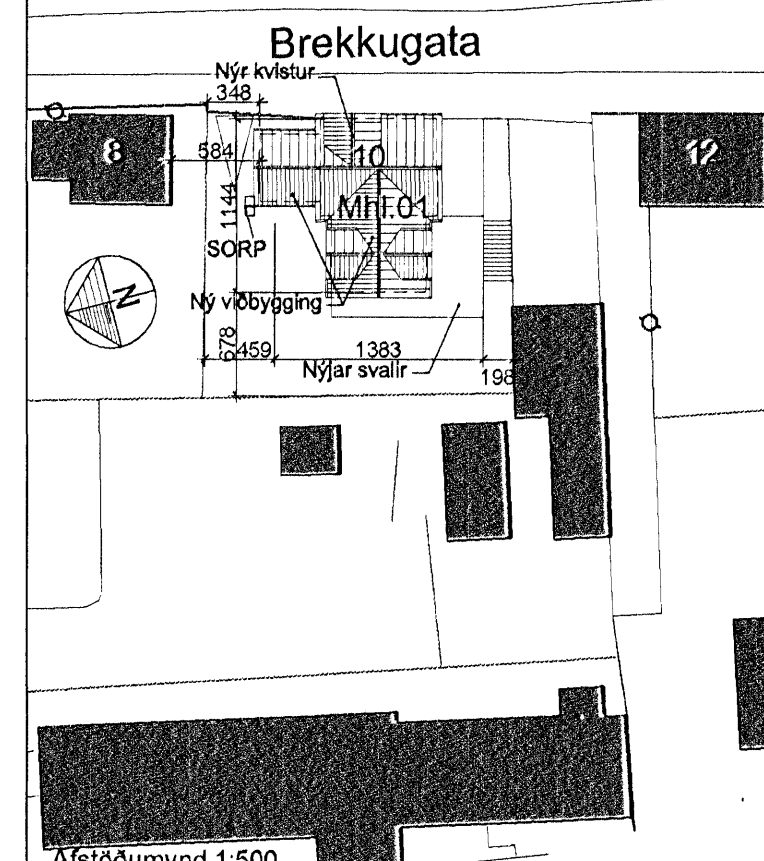 Brekkugata
Nýr kvistur
348
8
584
10
12
1144
Mhl.01
SORP
N
Ný viðbygging
678
459
1383
Nýjar svalir
198
Afstöðumynd 1:500